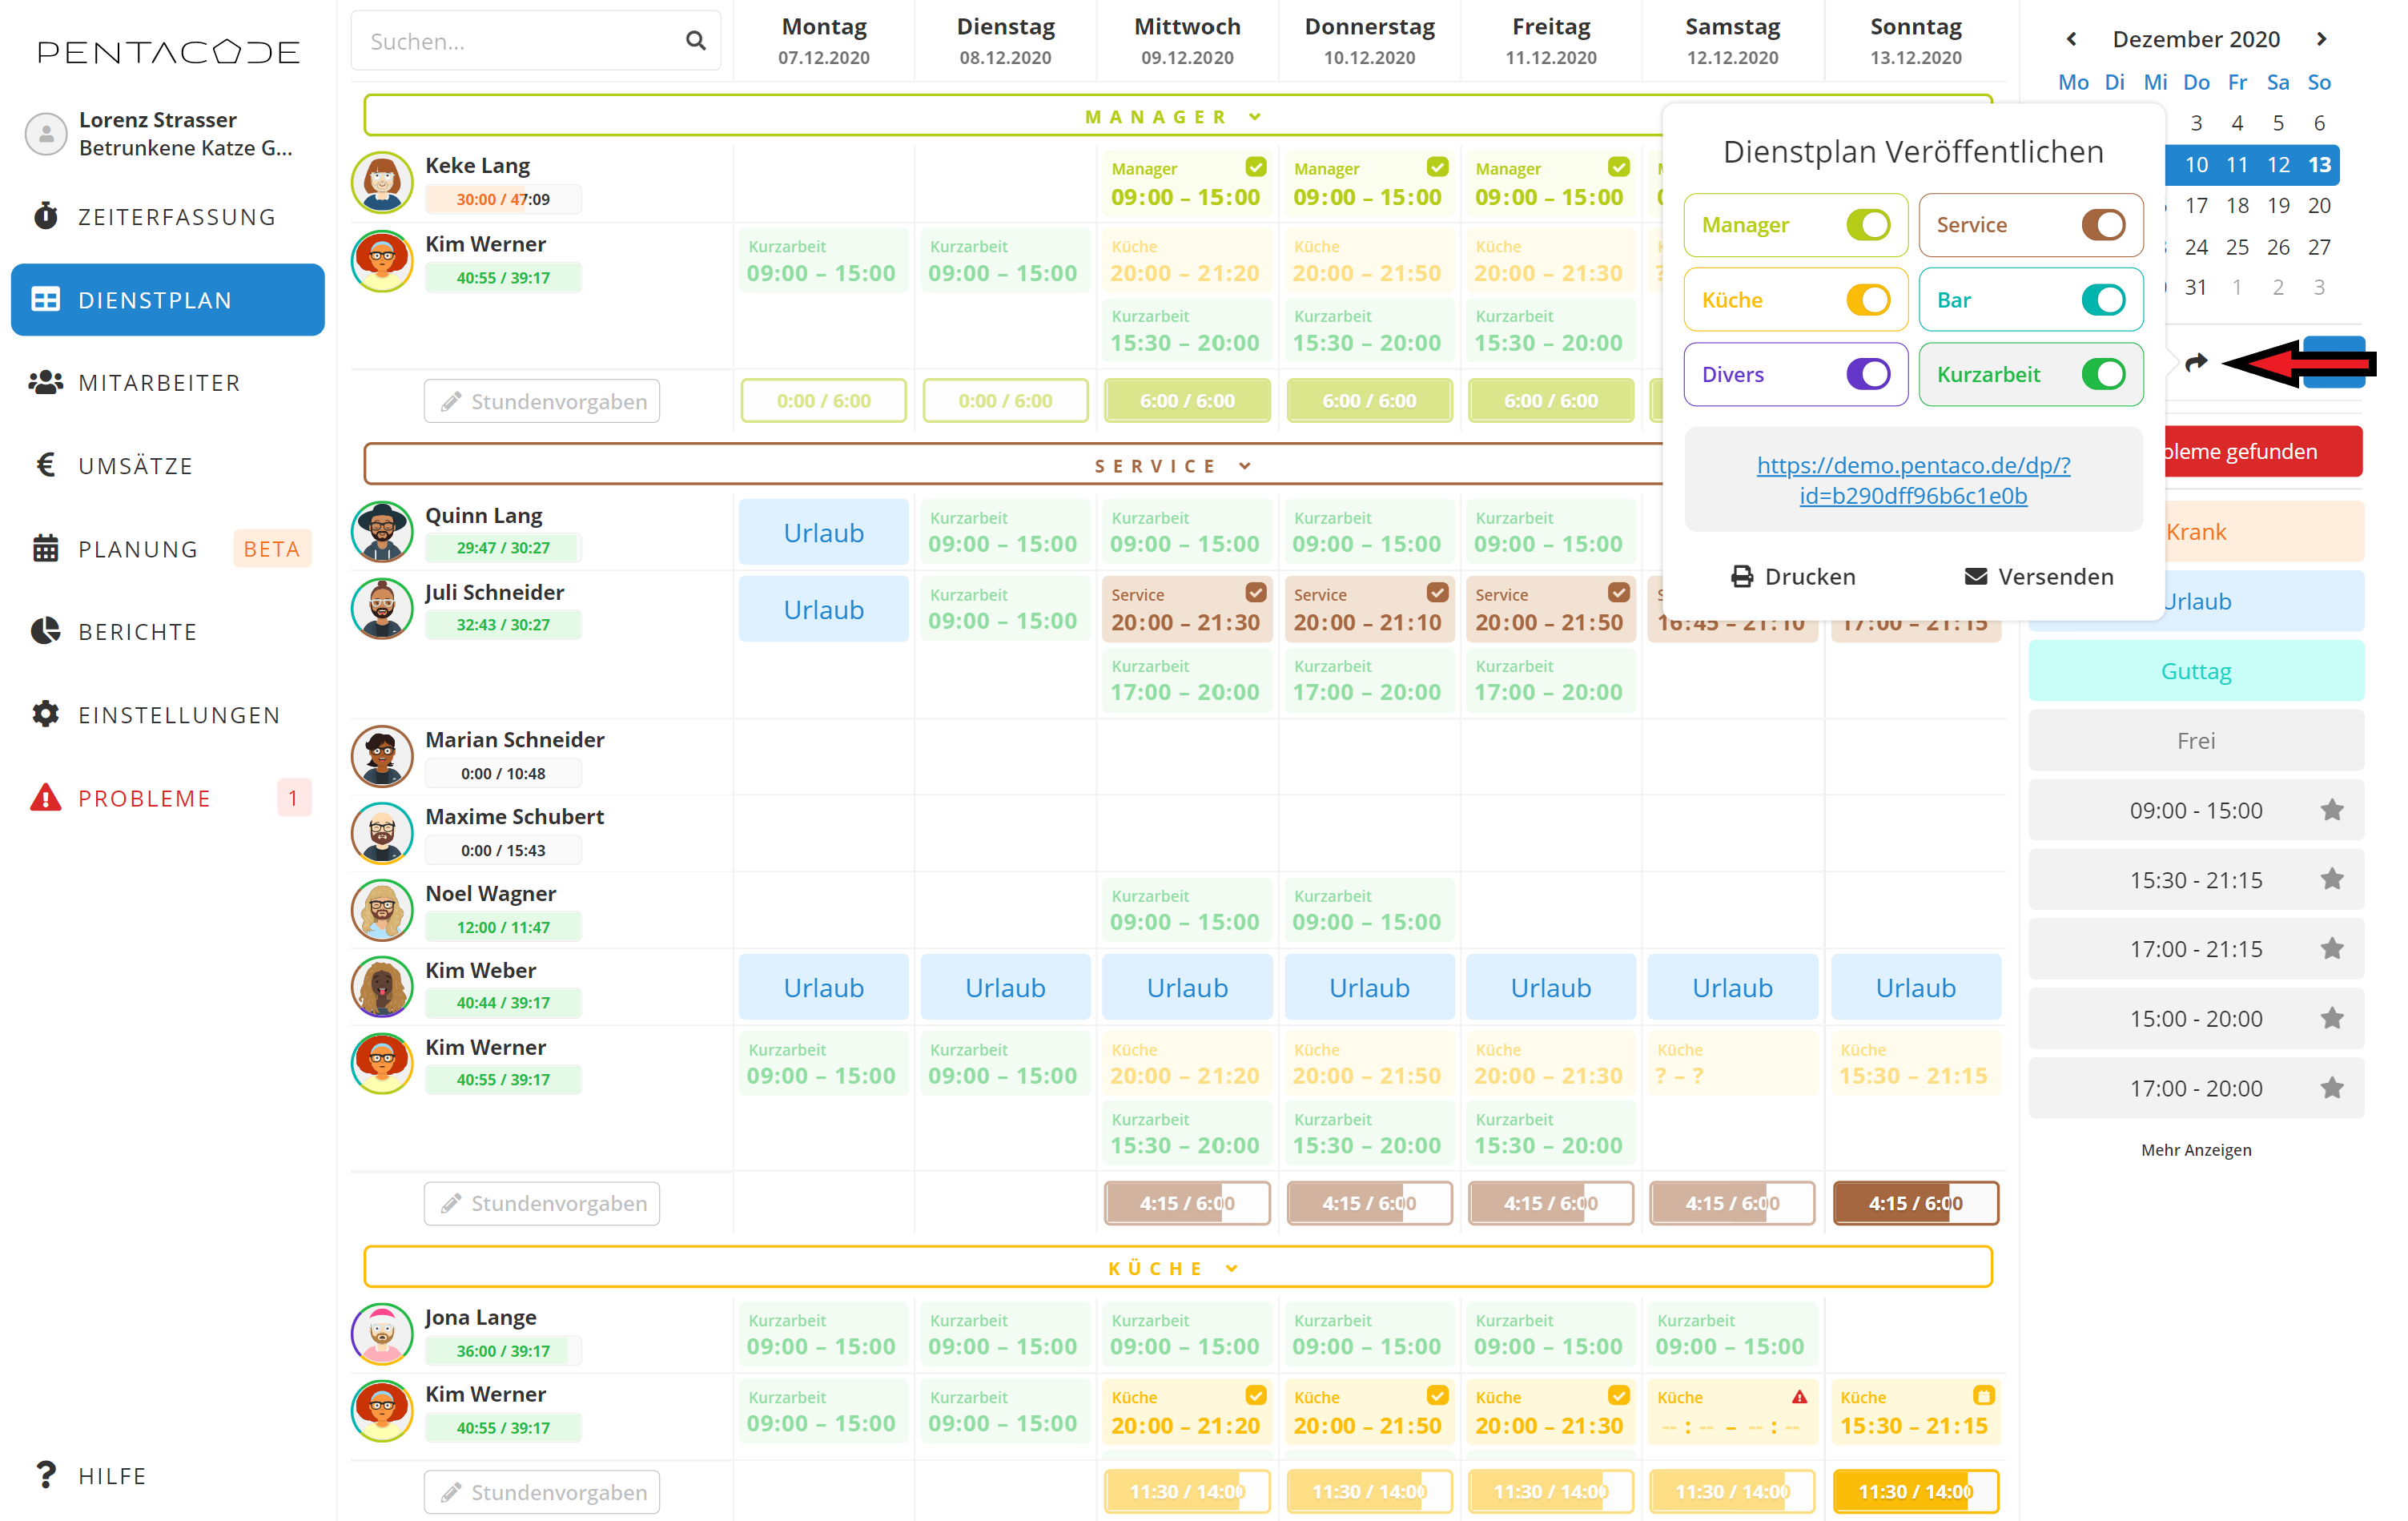 PENTACODE
Lorenz Strasser
Betrunkene Katze G...
ZEITERFASSUNG
DIENSTPLAN
MITARBEITER
UMSÄTZE
PLANUNG BETA
BERICHTE
EINSTELLUNGEN
PROBLEME 1
HILFE
Suchen...
Montag Dienstag Mittwoch Donnerstag Freitag Samstag Sonntag
07.12.2020 08.12.2020 09.12.2020 10.12.2020 11.12.2020 12.12.2020 13.12.2020
MANAGER
Keke Lang
30:00 / 47:09
Manager Manager Manager
09:00 – 15:00 09:00 – 15:00 09:00 – 15:00
Kim Werner
40:55 / 39:17
Kurzarbeit Kurzarbeit Küche Küche Küche
09:00 – 15:00 09:00 – 15:00 20:00 – 21:20 20:00 – 21:50 20:00 – 21:30
Kurzarbeit Kurzarbeit Kurzarbeit
15:30 – 20:00 15:30 – 20:00 15:30 – 20:00
Stundenvorgaben 0:00 / 6:00 0:00 / 6:00 6:00 / 6:00 6:00 / 6:00 6:00 / 6:00
SERVICE
Quinn Lang
29:47 / 30:27
Urlaub Kurzarbeit Kurzarbeit Kurzarbeit Kurzarbeit
09:00 – 15:00 09:00 – 15:00 09:00 – 15:00 09:00 – 15:00
Juli Schneider
32:43 / 30:27
Urlaub Kurzarbeit Service Service Service
09:00 – 15:00 20:00 – 21:30 20:00 – 21:10 20:00 – 21:50 16:45 – 21:10 17:00 – 21:15
Kurzarbeit Kurzarbeit Kurzarbeit
17:00 – 20:00 17:00 – 20:00 17:00 – 20:00
Marian Schneider
0:00 / 10:48
Maxime Schubert
0:00 / 15:43
Noel Wagner
12:00 / 11:47
Kurzarbeit Kurzarbeit
09:00 – 15:00 09:00 – 15:00
Kim Weber
40:44 / 39:17
Urlaub Urlaub Urlaub Urlaub Urlaub Urlaub Urlaub
Kim Werner
40:55 / 39:17
Kurzarbeit Kurzarbeit Küche Küche Küche Küche Küche
09:00 – 15:00 09:00 – 15:00 20:00 – 21:20 20:00 – 21:50 20:00 – 21:30 ? – ? 15:30 – 21:15
Kurzarbeit Kurzarbeit Kurzarbeit
15:30 – 20:00 15:30 – 20:00 15:30 – 20:00
Stundenvorgaben 4:15 / 6:00 4:15 / 6:00 4:15 / 6:00 4:15 / 6:00 4:15 / 6:00
KÜCHE
Jona Lange
36:00 / 39:17
Kurzarbeit Kurzarbeit Kurzarbeit Kurzarbeit Kurzarbeit Kurzarbeit
09:00 – 15:00 09:00 – 15:00 09:00 – 15:00 09:00 – 15:00 09:00 – 15:00 09:00 – 15:00
Kim Werner
40:55 / 39:17
Kurzarbeit Kurzarbeit Küche Küche Küche Küche Küche
09:00 – 15:00 09:00 – 15:00 20:00 – 21:20 20:00 – 21:50 20:00 – 21:30 --:-- – --:-- 15:30 – 21:15
Stundenvorgaben 11:30 / 14:00 11:30 / 14:00 11:30 / 14:00 11:30 / 14:00 11:30 / 14:00
Dienstplan Veröffentlichen
Manager Service
Küche Bar
Divers Kurzarbeit
https://demo.pentaco.de/dp/?
id=b290dff96b6c1e0b
Drucken Versenden
Dezember 2020
Mo Di Mi Do Fr Sa So
3 4 5 6
10 11 12 13
17 18 19 20
24 25 26 27
31 1 2 3
bleme gefunden
Krank
Urlaub
Guttag
Frei
09:00 - 15:00
15:30 - 21:15
17:00 - 21:15
15:00 - 20:00
17:00 - 20:00
Mehr Anzeigen